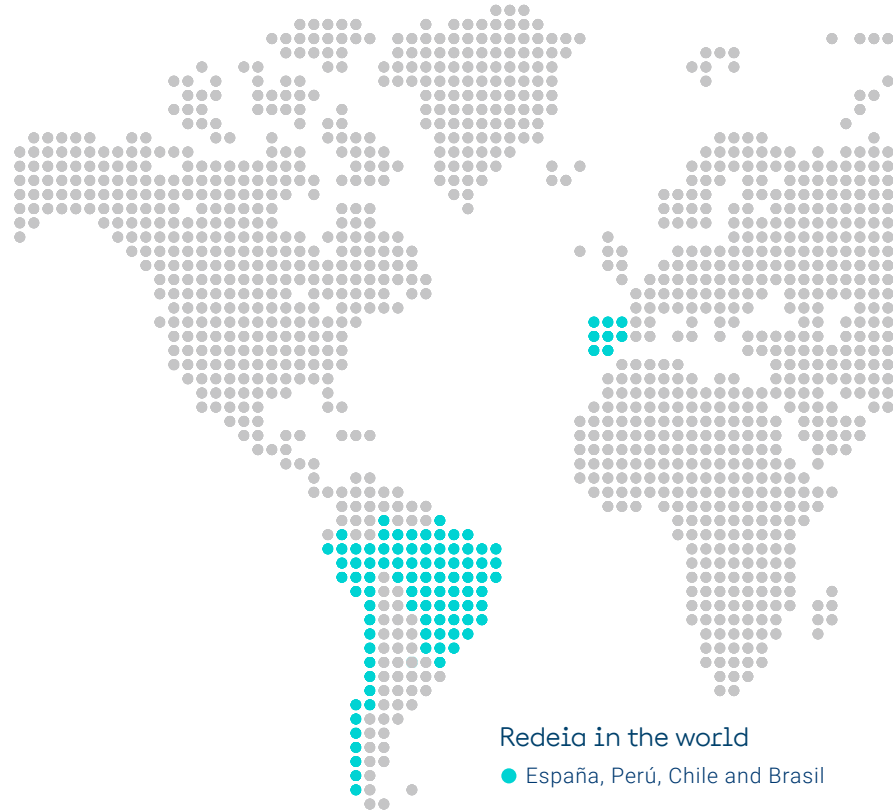 Redeia in the world
España, Perú, Chile and Brasil